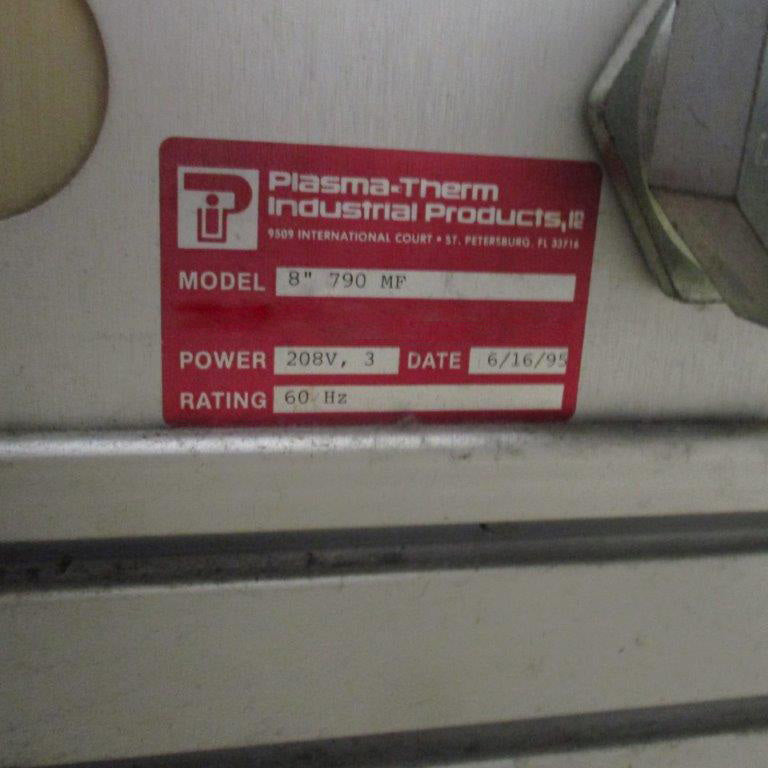 Plasma-Therm
Industrial Products,
9509 INTERNATIONAL COURT • ST. PETERSBURG, FL 33716
MODEL 8" 790 MF
POWER 208V, 3 DATE 6/16/95
RATING 60 Hz